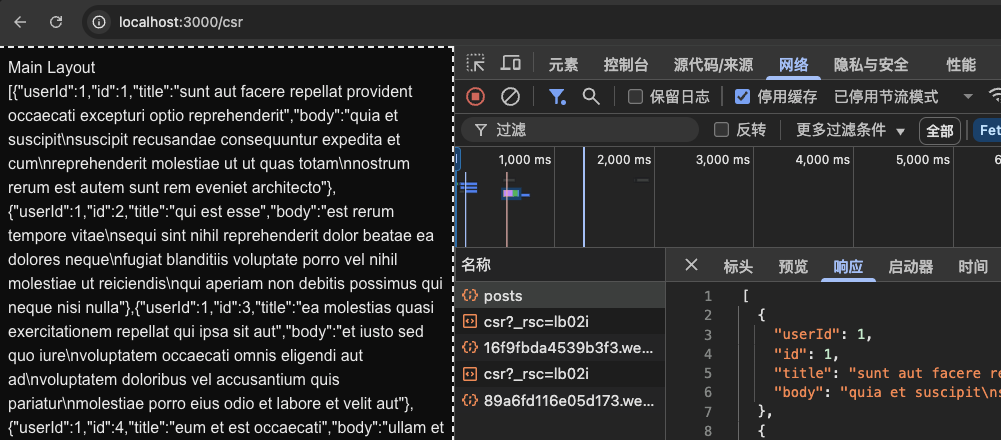 localhost:3000/csr
Main Layout
[{"userId":1,"id":1,"title":"sunt aut facere repellat provident
occaecati excepturi optio reprehenderit","body":"quia et
suscipit\nsuscipit recusandae consequuntur expedita et
cum\nreprehenderit molestiae ut ut quas totam\nnostrum
rerum est autem sunt rem eveniet architecto"},
{"userId":1,"id":2,"title":"qui est esse","body":"est rerum
tempore vitae\nsequi sint nihil reprehenderit dolor beatae ea
dolores neque\nfugiat blanditiis voluptate porro vel nihil
molestiae ut reiciendis\nqui aperiam non debitis possimus qui
neque nisi nulla"},{"userId":1,"id":3,"title":"ea molestias quasi
exercitationem repellat qui ipsa sit aut","body":"et iusto sed
quo iure\nvoluptatem occaecati omnis eligendi aut
ad\nvoluptatem doloribus vel accusantium quis
pariatur\nmolestiae porro eius odio et labore et velit aut"},
{"userId":1,"id":4,"title":"eum et est occaecati","body":"ullam et
元素 控制台 源代码/来源 网络 隐私与安全 性能
保留日志 停用缓存 已停用节流模式
过滤 反转 更多过滤条件 全部 Fet
1,000 ms 2,000 ms 3,000 ms 4,000 ms 5,000 ms 6
名称 标头 预览 响应 启动器 时间
posts
csr?_rsc=lb02i
16f9fbda4539b3f3.we...
csr?_rsc=lb02i
89a6fd116e05d173.we...
1 [
2 {
3 "userId": 1,
4 "id": 1,
5 "title": "sunt aut facere re
6 "body": "quia et suscipit\ns
7 },
8 {